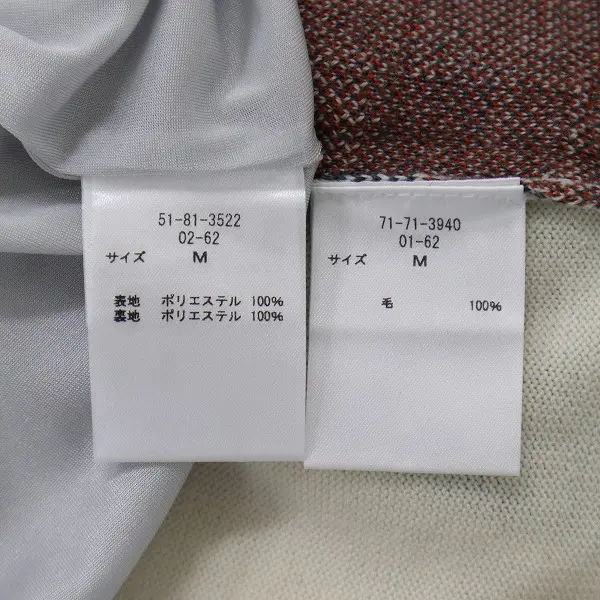 51-81-3522
02-62
サイズ M
表地 ポリエステル 100%
裏地 ポリエステル 100%
71-71-3940
01-62
サイズ M
毛 100%